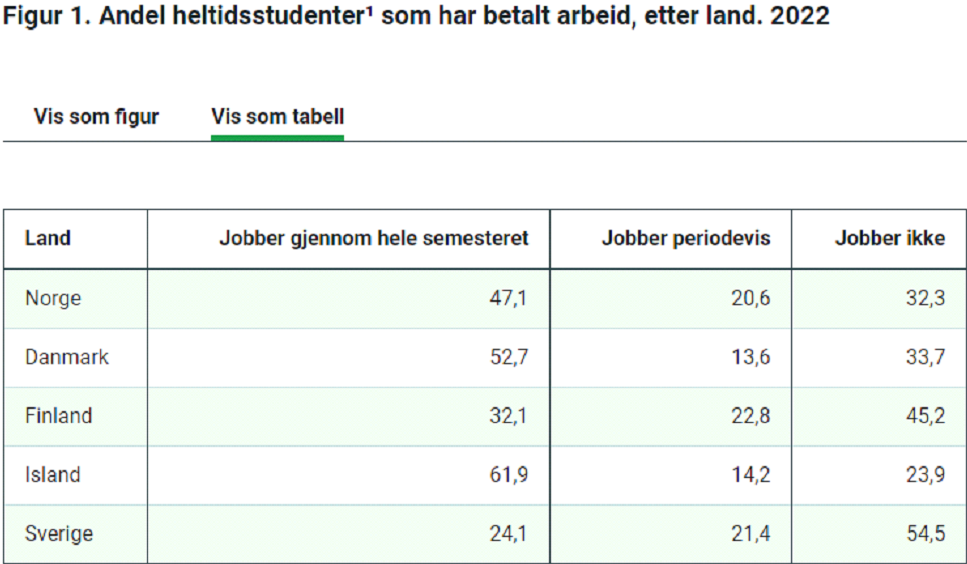 Figur 1. Andel heltidsstudenter¹ som har betalt arbeid, etter land. 2022
Vis som figur Vis som tabell
Land Jobber gjennom hele semesteret Jobber periodevis Jobber ikke
Norge 47,1 20,6 32,3
Danmark 52,7 13,6 33,7
Finland 32,1 22,8 45,2
Island 61,9 14,2 23,9
Sverige 24,1 21,4 54,5